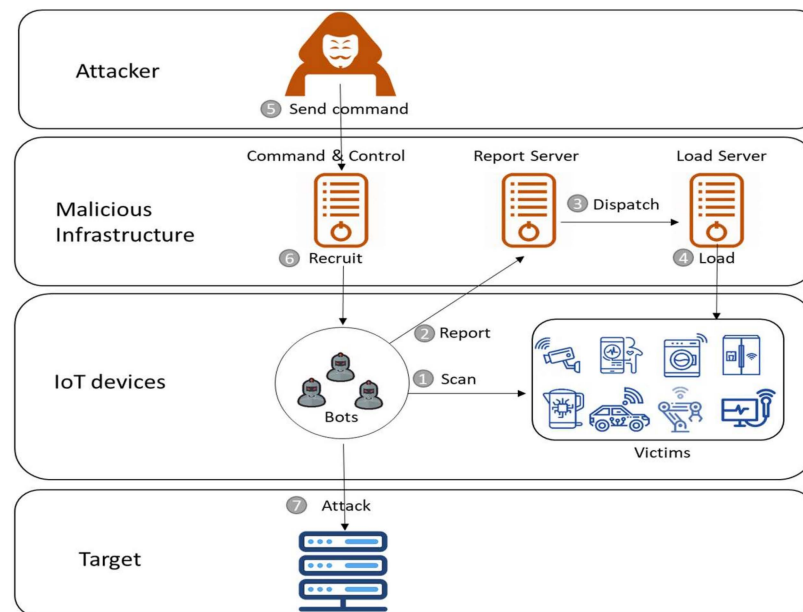 Attacker
5 Send command
Command & Control
Report Server
Load Server
Malicious
Infrastructure
3 Dispatch
6 Recruit
4 Load
IoT devices
2 Report
1 Scan
Bots
Victims
7 Attack
Target